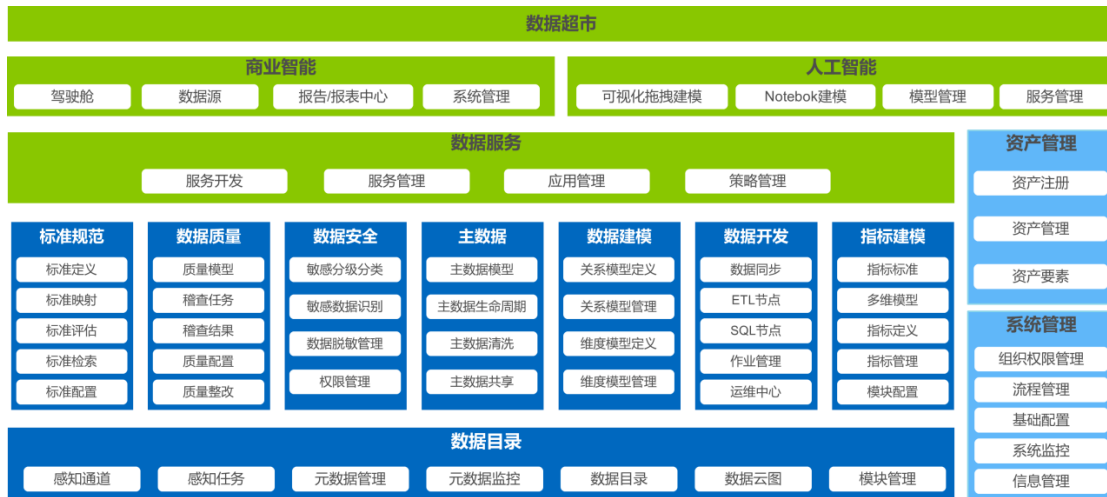 数据超市
商业智能
驾驶舱 数据源 报告/报表中心 系统管理
人工智能
可视化拖拽建模 Notebok建模 模型管理 服务管理
数据服务
服务开发 服务管理 应用管理 策略管理
标准规范
标准定义
标准映射
标准评估
标准检索
标准配置
数据质量
质量模型
稽查任务
稽查结果
质量配置
质量整改
数据安全
敏感分级分类
敏感数据识别
数据脱敏管理
权限管理
主数据
主数据模型
主数据生命周期
主数据清洗
主数据共享
数据建模
关系模型定义
关系模型管理
维度模型定义
维度模型管理
数据开发
数据同步
ETL节点
SQL节点
作业管理
运维中心
指标建模
指标标准
多维模型
指标定义
指标管理
模块配置
数据目录
感知通道 感知任务 元数据管理 元数据监控 数据目录 数据云图 模块管理
资产管理
资产注册
资产管理
资产要素
系统管理
组织权限管理
流程管理
基础配置
系统监控
信息管理